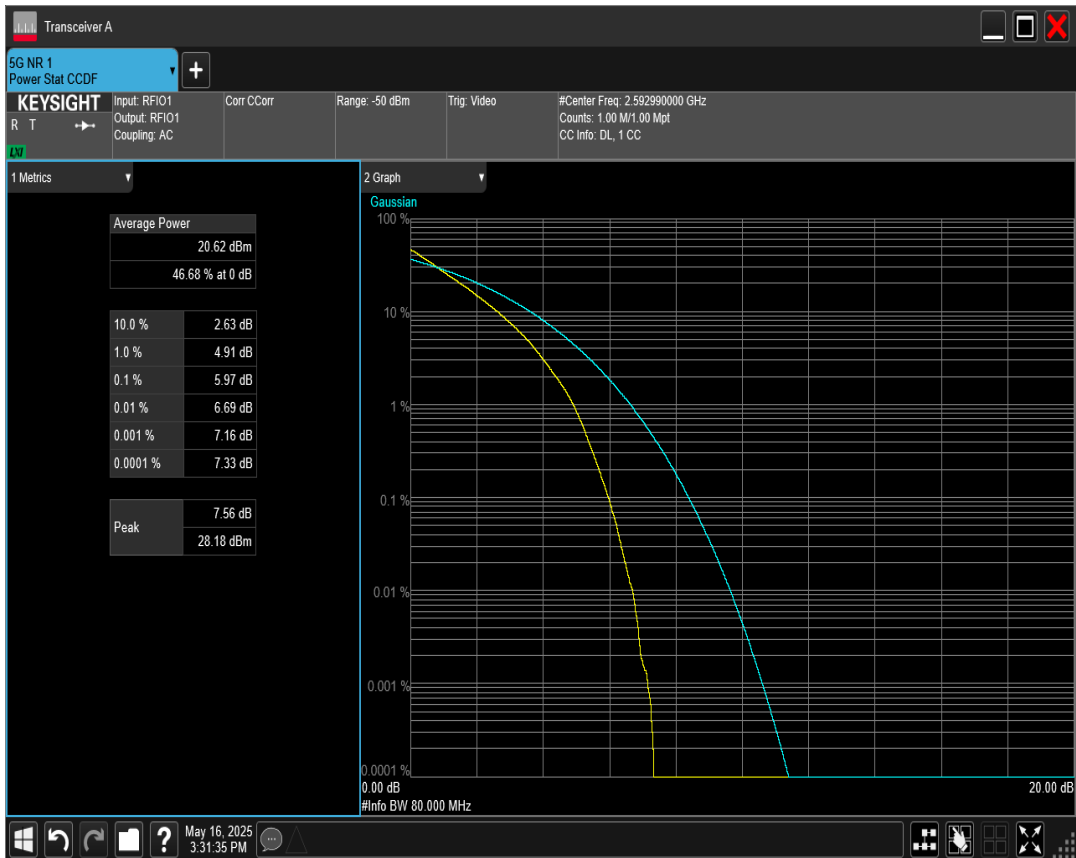 Transceiver A
5G NR 1
Power Stat CCDF
+
KEYSIGHT
R T
LXI
Input: RFIO1
Output: RFIO1
Coupling: AC
Corr CCorr
Range: -50 dBm
Trig: Video
#Center Freq: 2.592990000 GHz
Counts: 1.00 M/1.00 Mpt
CC Info: DL, 1 CC
1 Metrics
Average Power
20.62 dBm
46.68 % at 0 dB
10.0 % 2.63 dB
1.0 % 4.91 dB
0.1 % 5.97 dB
0.01 % 6.69 dB
0.001 % 7.16 dB
0.0001 % 7.33 dB
Peak 7.56 dB
28.18 dBm
2 Graph
Gaussian
100 %
10 %
1 %
0.1 %
0.01 %
0.001 %
0.0001 %
0.00 dB 20.00 dB
#Info BW 80.000 MHz
?
May 16, 2025
3:31:35 PM